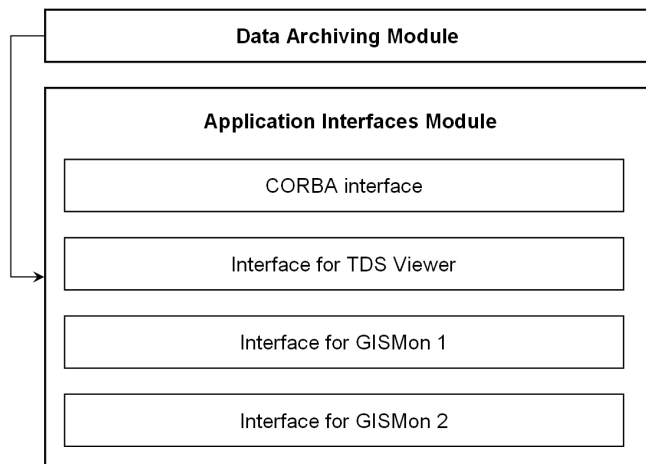 Data Archiving Module
Application Interfaces Module
CORBA interface
Interface for TDS Viewer
Interface for GISMon 1
Interface for GISMon 2